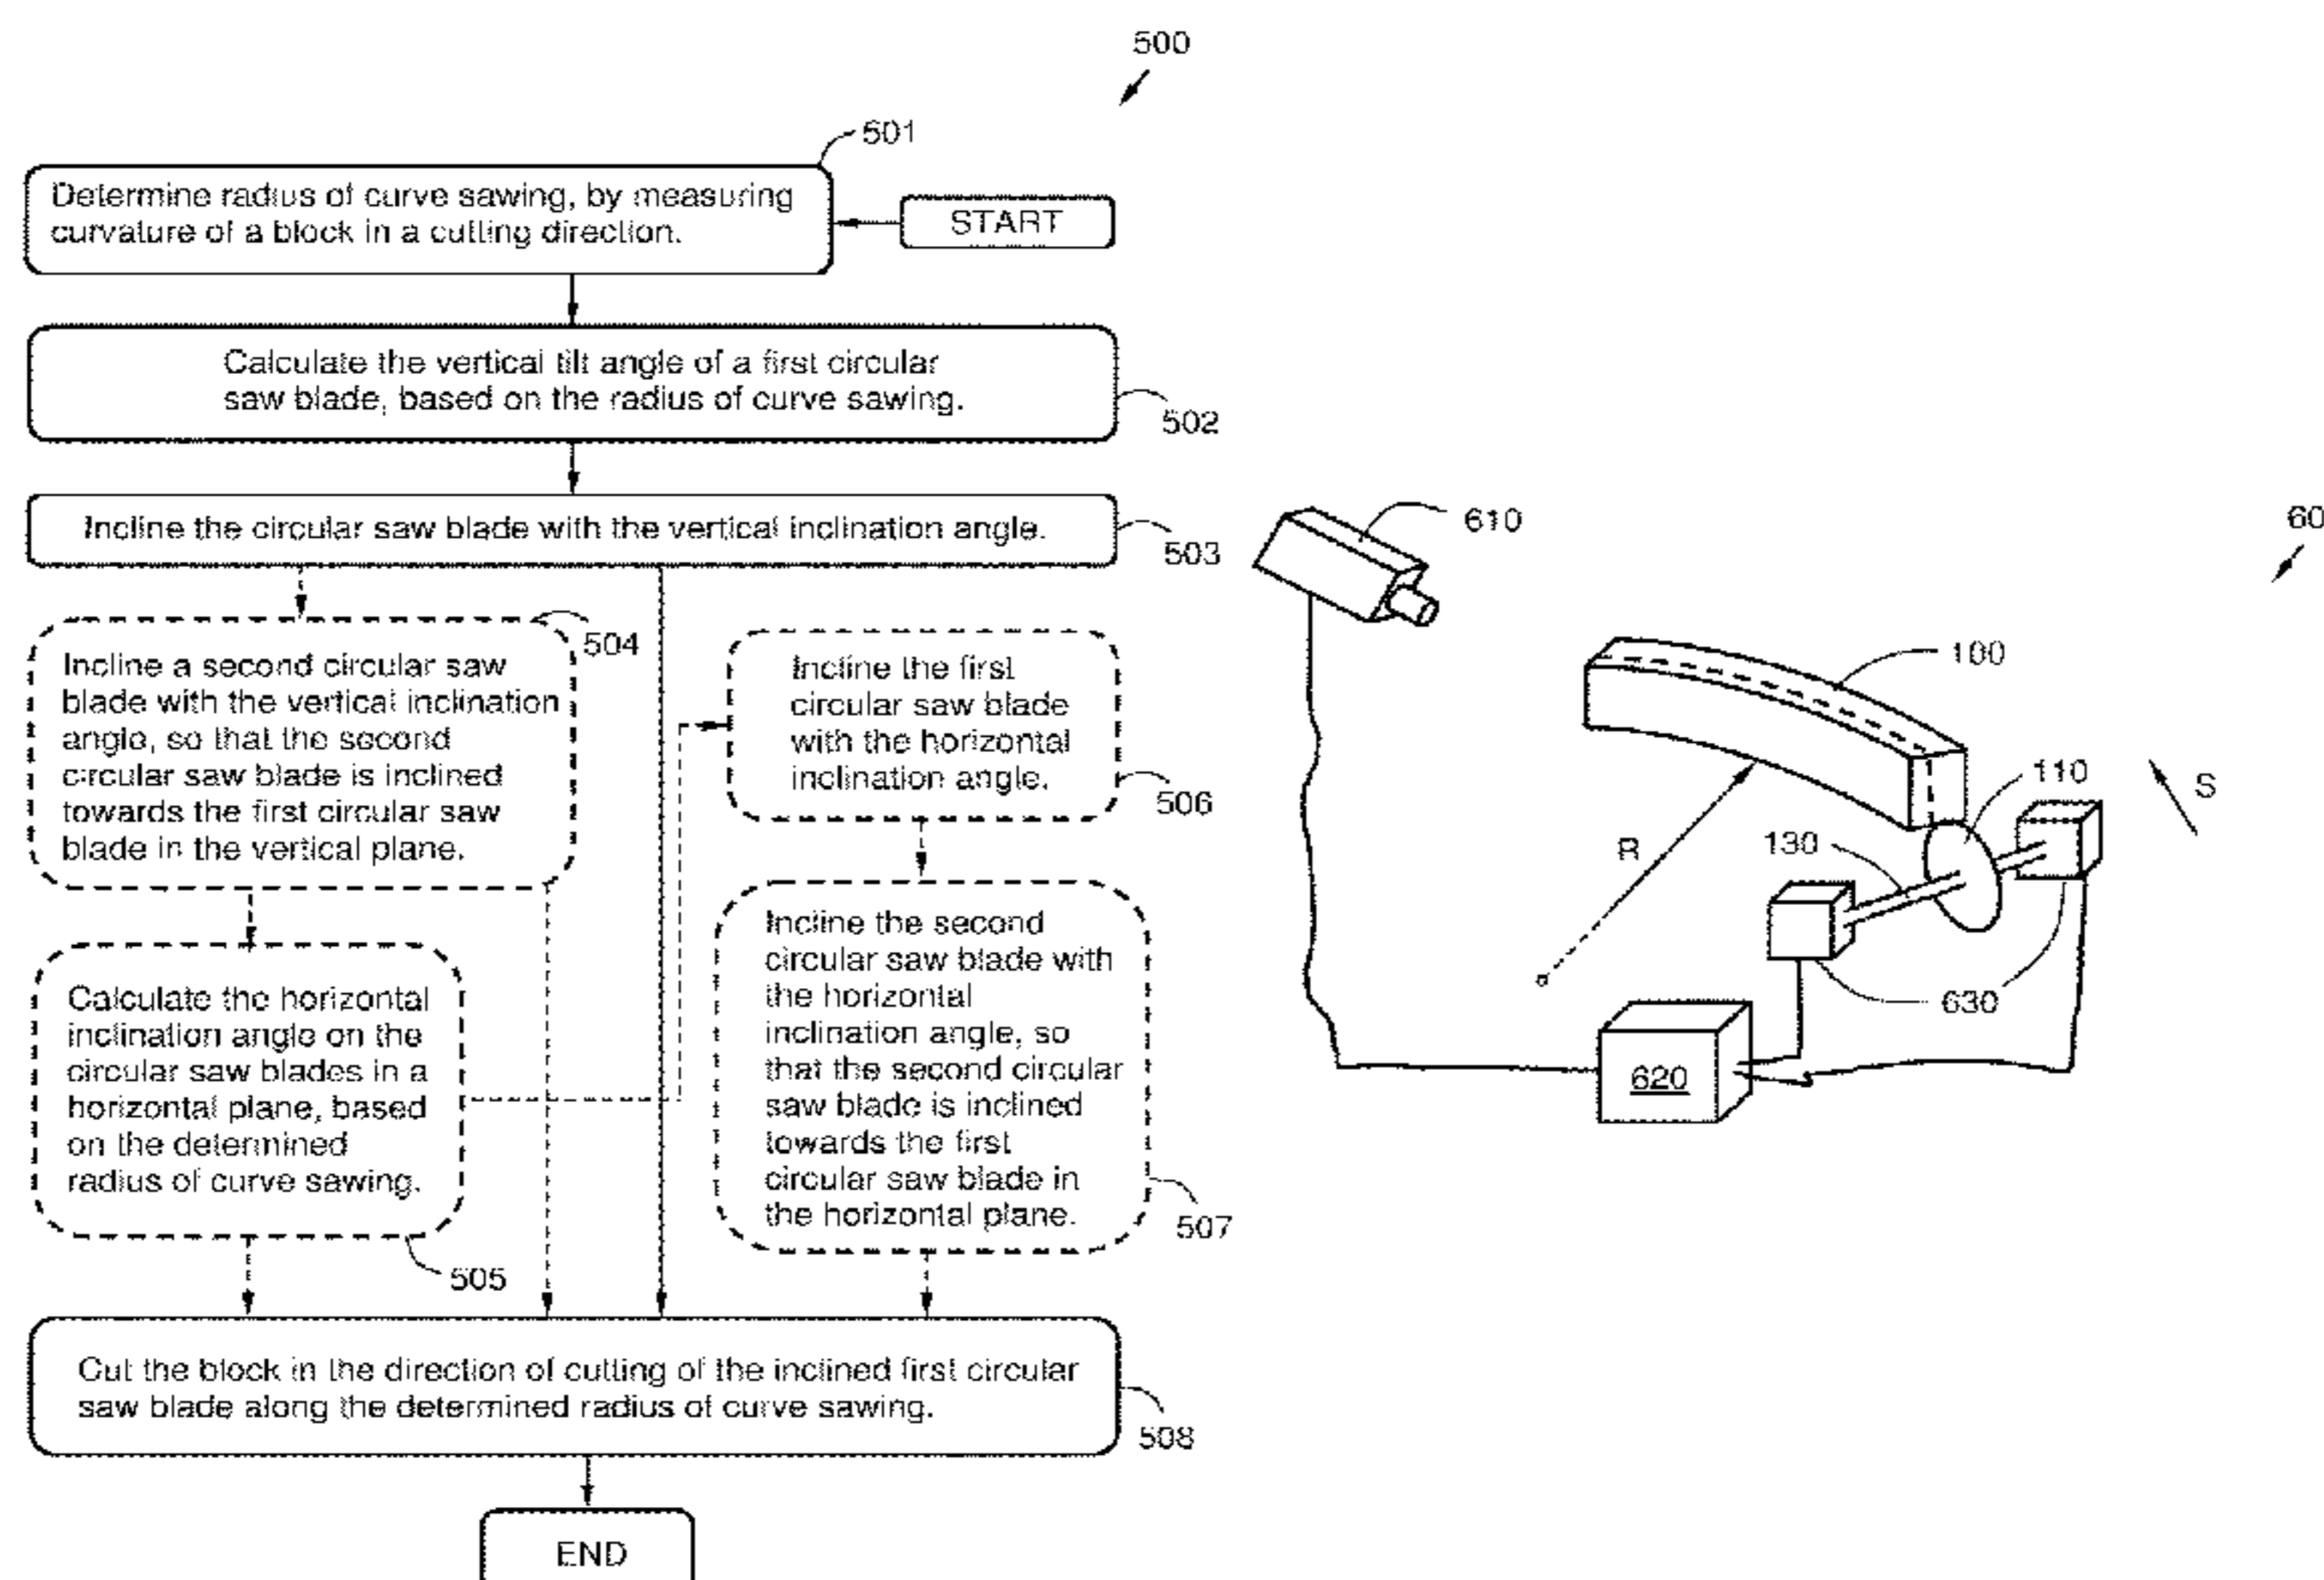 500
501
Determine radius of curve sawing, by measuring
curvature of a block in a cutting direction.
START
Calculate the vertical tilt angle of a first circular
saw blade, based on the radius of curve sawing.
502
Incline the circular saw blade with the vertical inclination angle.
503
504
Incline a second circular saw
blade with the vertical inclination
angle, so that the second
circular saw blade is inclined
towards the first circular saw
blade in the vertical plane.
Calculate the horizontal
inclination angle on the
circular saw blades in a
horizontal plane, based
on the determined
radius of curve sawing.
505
Incline the first
circular saw blade
with the horizontal
inclination angle.
506
Incline the second
circular saw blade with
the horizontal
inclination angle, so
that the second circular
saw blade is inclined
towards the first
circular saw blade in
the horizontal plane.
507
Cut the block in the direction of cutting of the inclined first circular
saw blade along the determined radius of curve sawing.
508
END
610
60
100
110
S
130
R
630
620